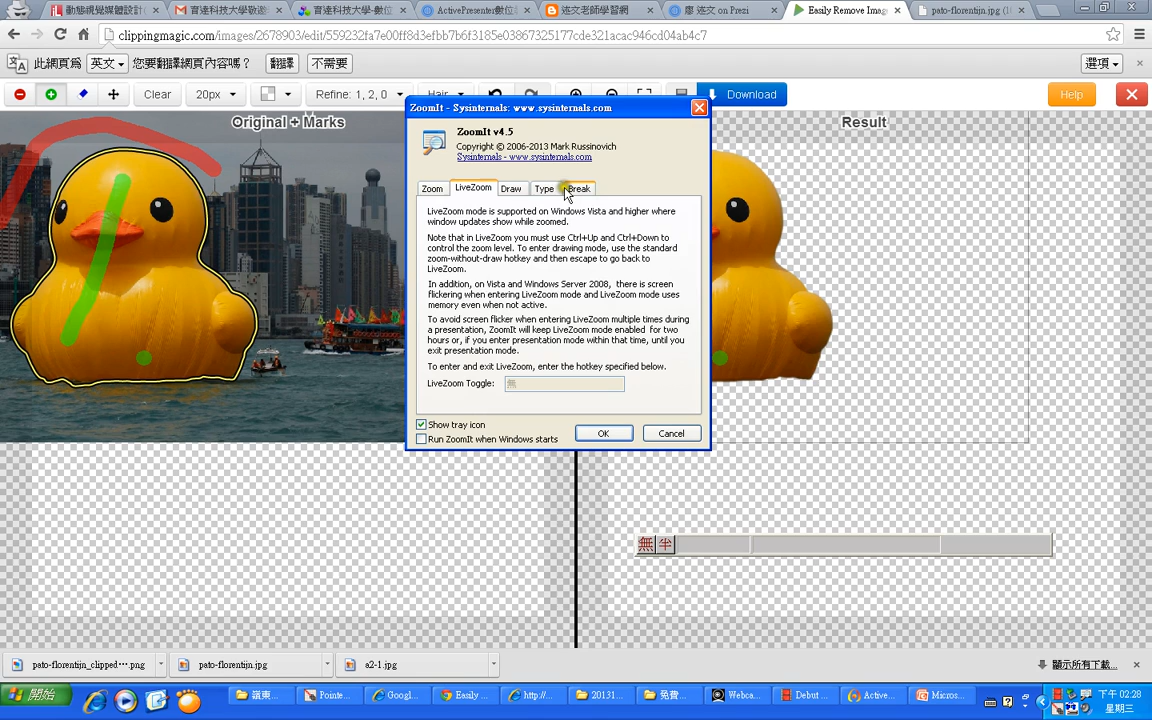 動態視覺媒體設計 (
育達科技大學敬邀
育達科技大學-數位
ActivePresenter數位
廖 述文 on Prezi
Easily Remove Imag
pato-florentijn.jpg (1
clippingmagic.com/images/2678903/edit/559232fa7e00ff8d3efbb7b6f3185e03867325177cde321acac946cd04ab4c7
此網頁為
英文
您要翻譯網頁內容嗎？
翻譯
不需要
選項
Clear
20px
Refine: 1, 2, 0
Hair
Download
Help
Original + Marks
Result
ZoomIt - Sysinternals: www.sysinternals.com
ZoomIt v4.5
Copyright © 2006-2013 Mark Russinovich
Sysinternals - www.sysinternals.com
Zoom
LiveZoom
Draw
Type
Break
LiveZoom mode is supported on Windows Vista and higher where
window updates show while zoomed.
Note that in LiveZoom you must use Ctrl+Up and Ctrl+Down to
control the zoom level. To enter drawing mode, use the standard
zoom-without-draw hotkey and then escape to go back to
LiveZoom.
In addition, on Vista and Windows Server 2008, there is screen
flickering when entering LiveZoom mode and LiveZoom mode uses
memory even when not active.
To avoid screen flicker when entering LiveZoom multiple times during
a presentation, ZoomIt will keep LiveZoom mode enabled for two
hours or, if you enter presentation mode within that time, until you
exit presentation mode.
To enter and exit LiveZoom, enter the hotkey specified below.
LiveZoom Toggle:
無
Show tray icon
Run ZoomIt when Windows starts
OK
Cancel
無 半
pato-florentijn_clipped⋯.png
pato-florentijn.jpg
a2-1.jpg
顯示所有下載...
開始
嶺東...
Pointe...
Googl...
Easily ...
http://...
20131...
免費...
Webca...
Debut ...
Active...
Micros...
下午 02:28
星期三